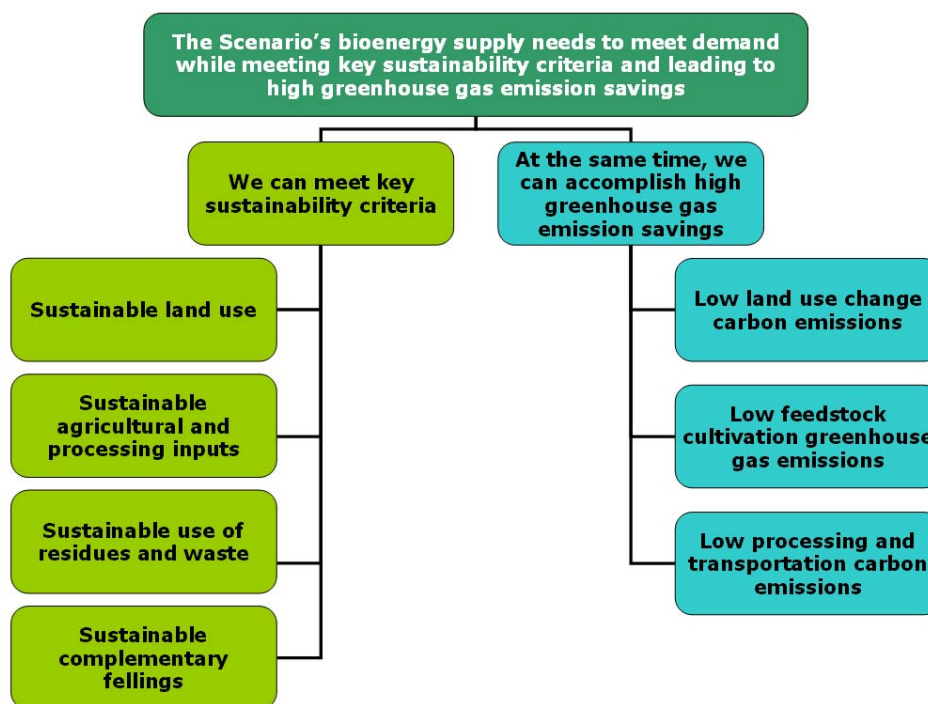 The Scenario's bioenergy supply needs to meet demand
while meeting key sustainability criteria and leading to
high greenhouse gas emission savings
We can meet key
sustainability criteria
At the same time, we
can accomplish high
greenhouse gas
emission savings
Sustainable land use
Sustainable
agricultural and
processing inputs
Sustainable use of
residues and waste
Sustainable
complementary
fellings
Low land use change
carbon emissions
Low feedstock
cultivation greenhouse
gas emissions
Low processing and
transportation carbon
emissions